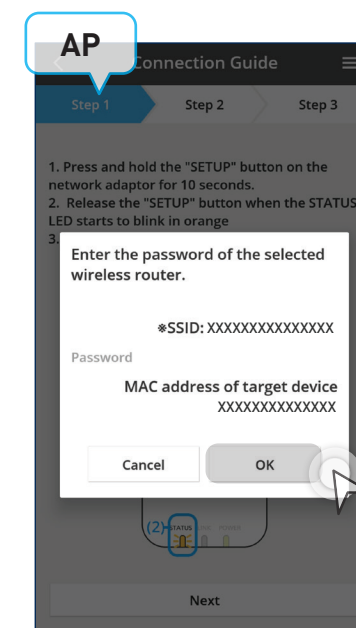 AP
Connection Guide
Step 1
Step 2
Step 3
1. Press and hold the "SETUP" button on the
network adaptor for 10 seconds.
2. Release the "SETUP" button when the STATUS
LED starts to blink in orange
3.
Enter the password of the selected
wireless router.
※SSID: XXXXXXXXXXXXXXX
Password
MAC address of target device
XXXXXXXXXXXXXX
Cancel
OK
(2)
STATUS
POWER
Next